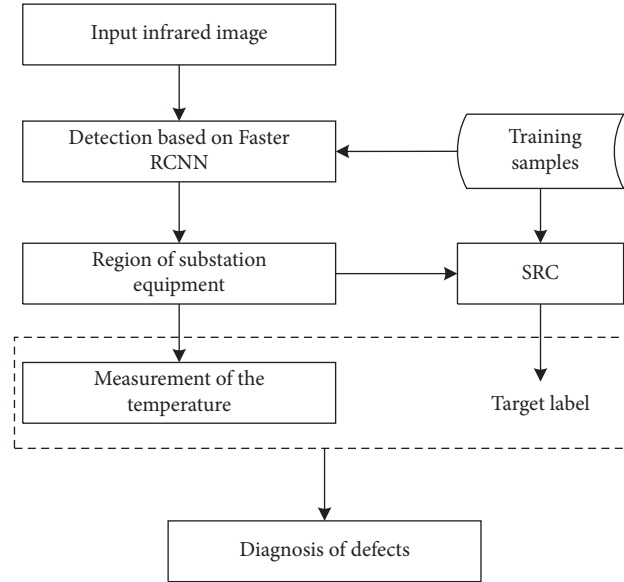 Input infrared image
Detection based on Faster
RCNN
Training
samples
Region of substation
equipment
SRC
Measurement of the
temperature
Target label
Diagnosis of defects